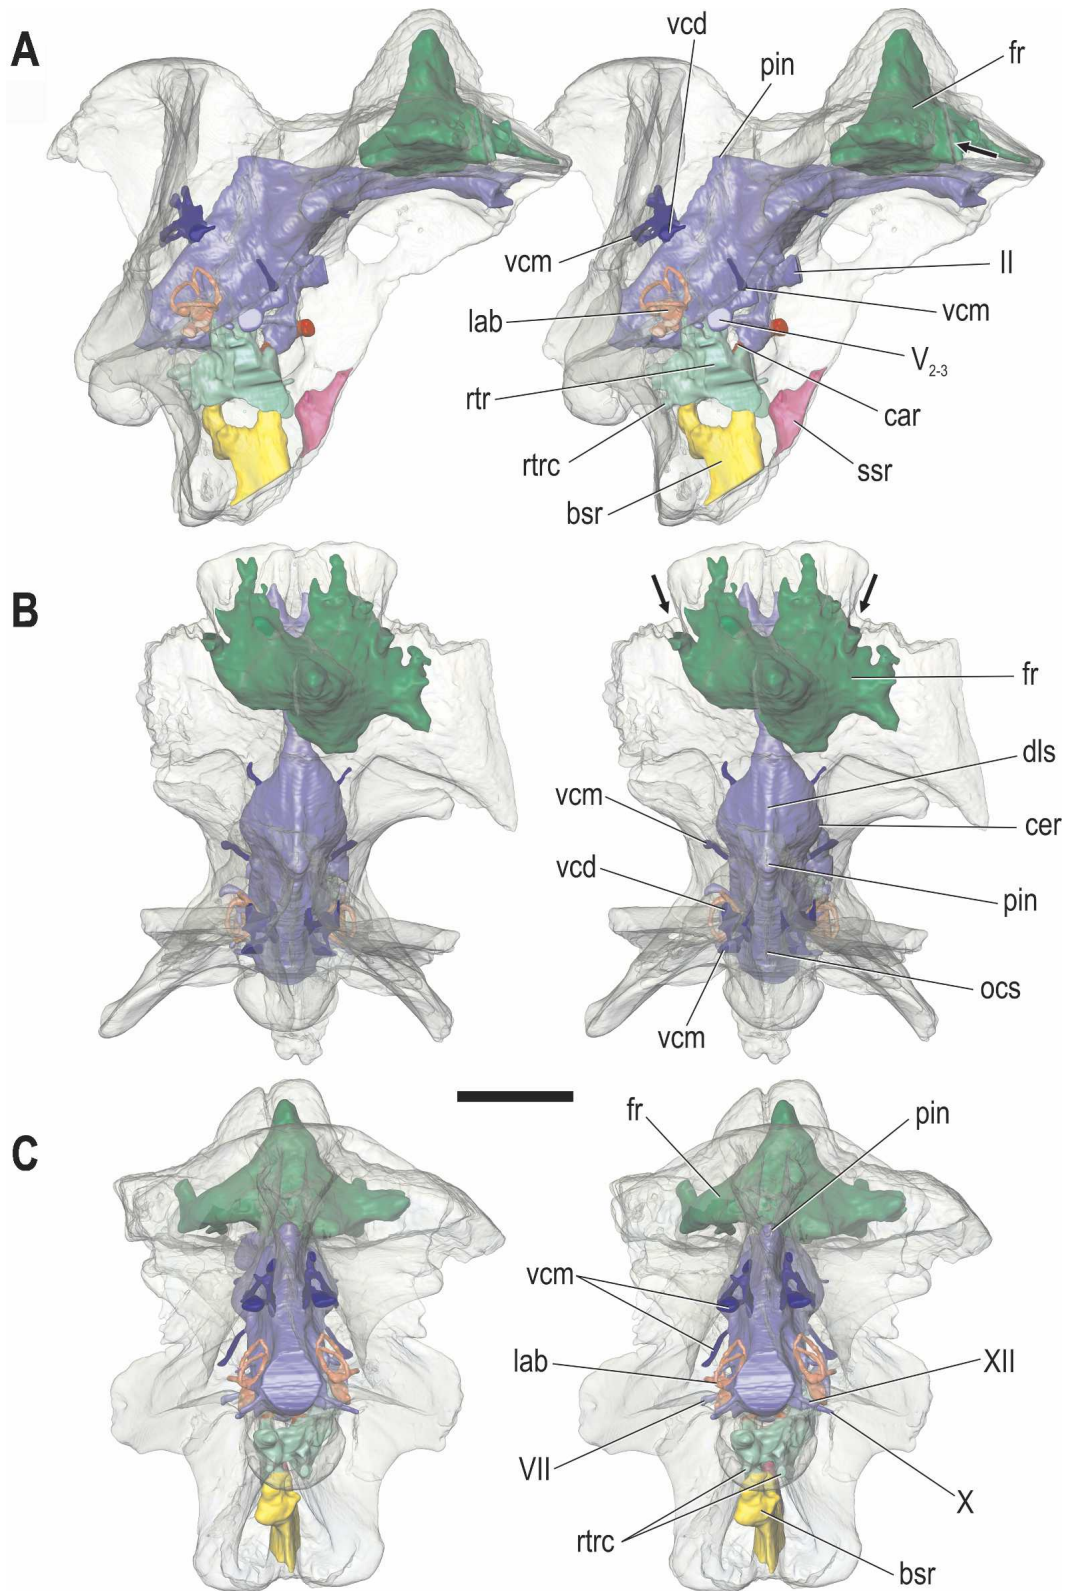 A
vcd
pin
fr
vcm
II
lab
vcm
V2-3
rtr
car
rtrc
ssr
bsr
B
fr
dls
vcm
cer
vcd
pin
ocs
vcm
C
fr
pin
vcm
lab
XII
VII
X
rtrc
bsr